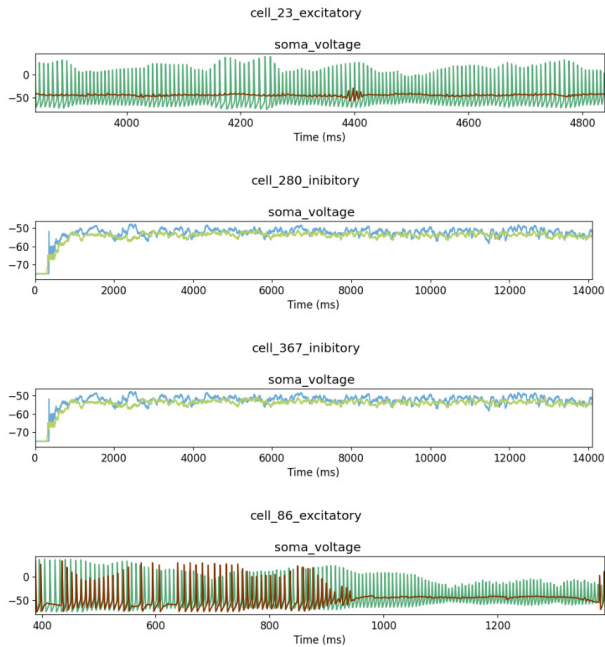 cell_23_excitatory
soma_voltage
0
−50
4000 4200 4400 4600 4800
Time (ms)
cell_280_inibitory
soma_voltage
−50
−60
−70
0 2000 4000 6000 8000 10000 12000 14000
Time (ms)
cell_367_inibitory
soma_voltage
−50
−60
−70
0 2000 4000 6000 8000 10000 12000 14000
Time (ms)
cell_86_excitatory
soma_voltage
0
−50
400 600 800 1000 1200
Time (ms)